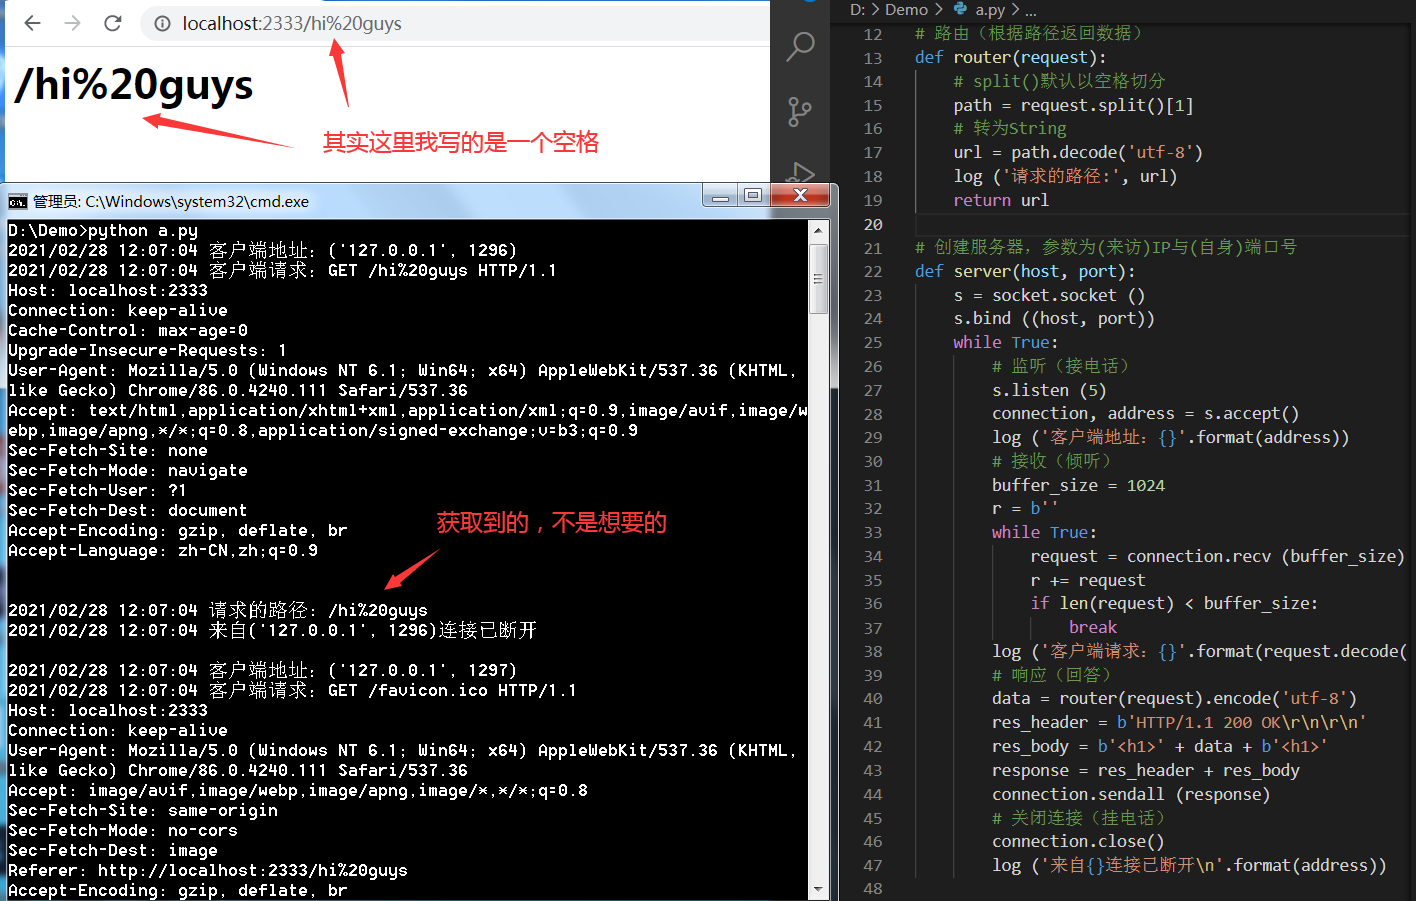 localhost:2333/hi%20guys
/hi%20guys
其实这里我写的是一个空格
管理员: C:\Windows\system32\cmd.exe
D:\Demo>python a.py
2021/02/28 12:07:04 客户端地址: ('127.0.0.1', 1296)
2021/02/28 12:07:04 客户端请求: GET /hi%20guys HTTP/1.1
Host: localhost:2333
Connection: keep-alive
Cache-Control: max-age=0
Upgrade-Insecure-Requests: 1
User-Agent: Mozilla/5.0 (Windows NT 6.1; Win64; x64) AppleWebKit/537.36 (KHTML,
like Gecko) Chrome/86.0.4240.111 Safari/537.36
Accept: text/html,application/xhtml+xml,application/xml;q=0.9,image/avif,image/w
ebp,image/apng,*/*;q=0.8,application/signed-exchange;v=b3;q=0.9
Sec-Fetch-Site: none
Sec-Fetch-Mode: navigate
Sec-Fetch-User: ?1
Sec-Fetch-Dest: document
Accept-Encoding: gzip, deflate, br
Accept-Language: zh-CN,zh;q=0.9
获取到的，不是想要的
2021/02/28 12:07:04 请求的路径: /hi%20guys
2021/02/28 12:07:04 来自('127.0.0.1', 1296)连接已断开
2021/02/28 12:07:04 客户端地址: ('127.0.0.1', 1297)
2021/02/28 12:07:04 客户端请求: GET /favicon.ico HTTP/1.1
Host: localhost:2333
Connection: keep-alive
User-Agent: Mozilla/5.0 (Windows NT 6.1; Win64; x64) AppleWebKit/537.36 (KHTML,
like Gecko) Chrome/86.0.4240.111 Safari/537.36
Accept: image/avif,image/webp,image/apng,image/*,*/*;q=0.8
Sec-Fetch-Site: same-origin
Sec-Fetch-Mode: no-cors
Sec-Fetch-Dest: image
Referer: http://localhost:2333/hi%20guys
Accept-Encoding: gzip, deflate, br
D: > Demo > a.py > ...
12 # 路由（根据路径返回数据）
13 def router(request):
14 # split()默认以空格切分
15 path = request.split()[1]
16 # 转为String
17 url = path.decode('utf-8')
18 log ('请求的路径:', url)
19 return url
20
21 # 创建服务器，参数为(来访)IP与(自身)端口号
22 def server(host, port):
23 s = socket.socket ()
24 s.bind ((host, port))
25 while True:
26 # 监听（接电话）
27 s.listen (5)
28 connection, address = s.accept()
29 log ('客户端地址: {}'.format(address))
30 # 接收（倾听）
31 buffer_size = 1024
32 r = b''
33 while True:
34 request = connection.recv (buffer_size)
35 r += request
36 if len(request) < buffer_size:
37 break
38 log ('客户端请求: {}'.format(request.decode(
39 # 响应（回答）
40 data = router(request).encode('utf-8')
41 res_header = b'HTTP/1.1 200 OK\r\n\r\n'
42 res_body = b'<h1>' + data + b'<h1>'
43 response = res_header + res_body
44 connection.sendall (response)
45 # 关闭连接（挂电话）
46 connection.close()
47 log ('来自{}连接已断开\n'.format(address))
48